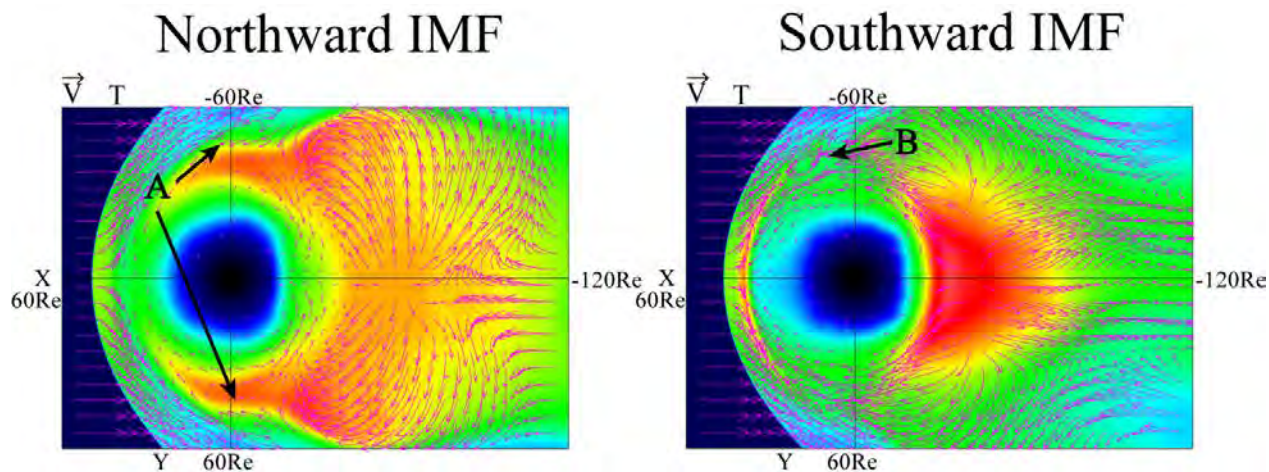 Northward IMF
Southward IMF
V T
-60Re
V T
-60Re
A
B
X
60Re
-120Re
X
60Re
-120Re
Y
60Re
Y
60Re